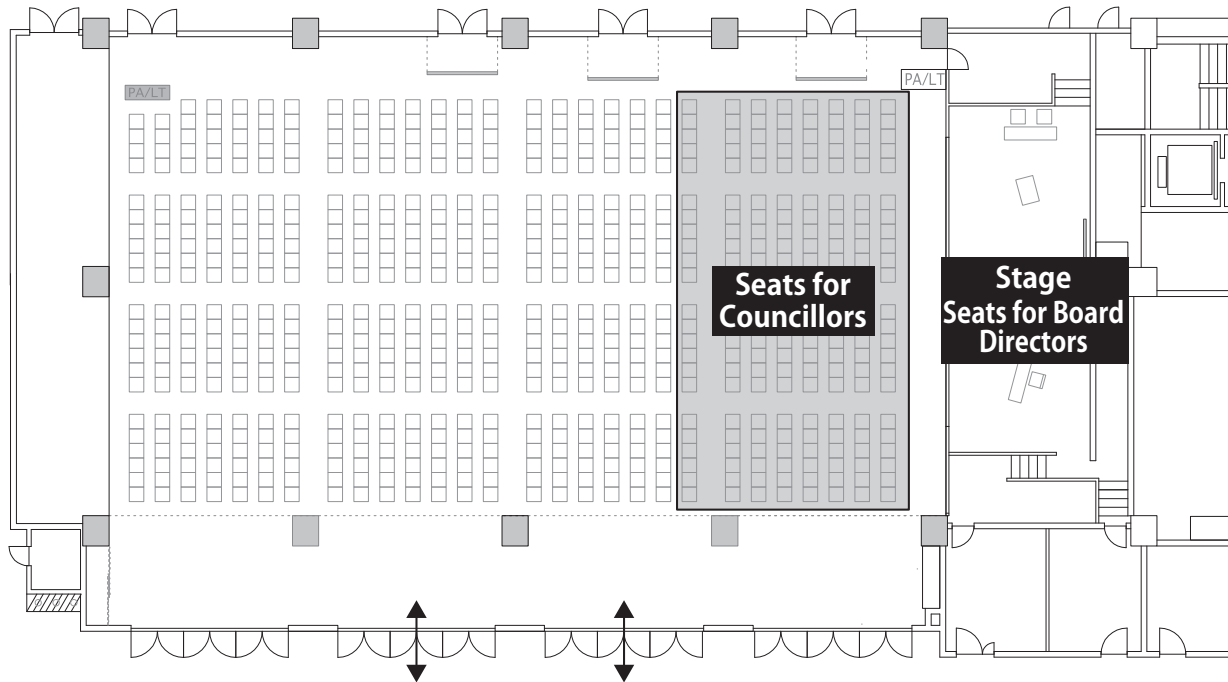 PA/LT
PA/LT
Seats for
Councillors
Stage
Seats for Board
Directors